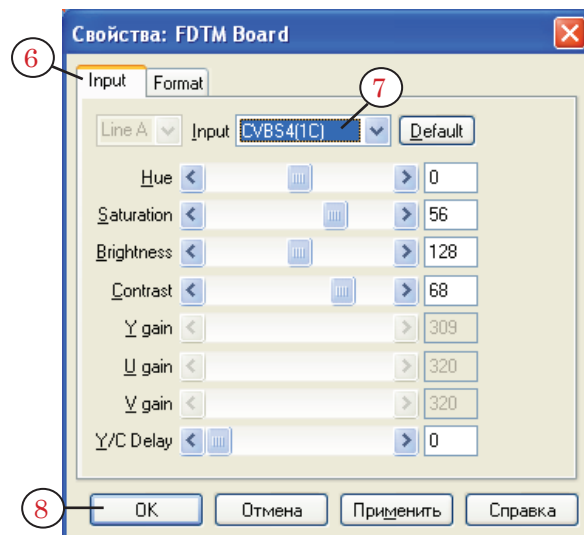 Свойства: FDTM Board
6
Input Format
7
Line A Input CVBS4(1C) Default
Hue 0
Saturation 56
Brightness 128
Contrast 68
Y gain 309
U gain 320
V gain 320
Y/C Delay 0
8
OK Отмена Применить Справка